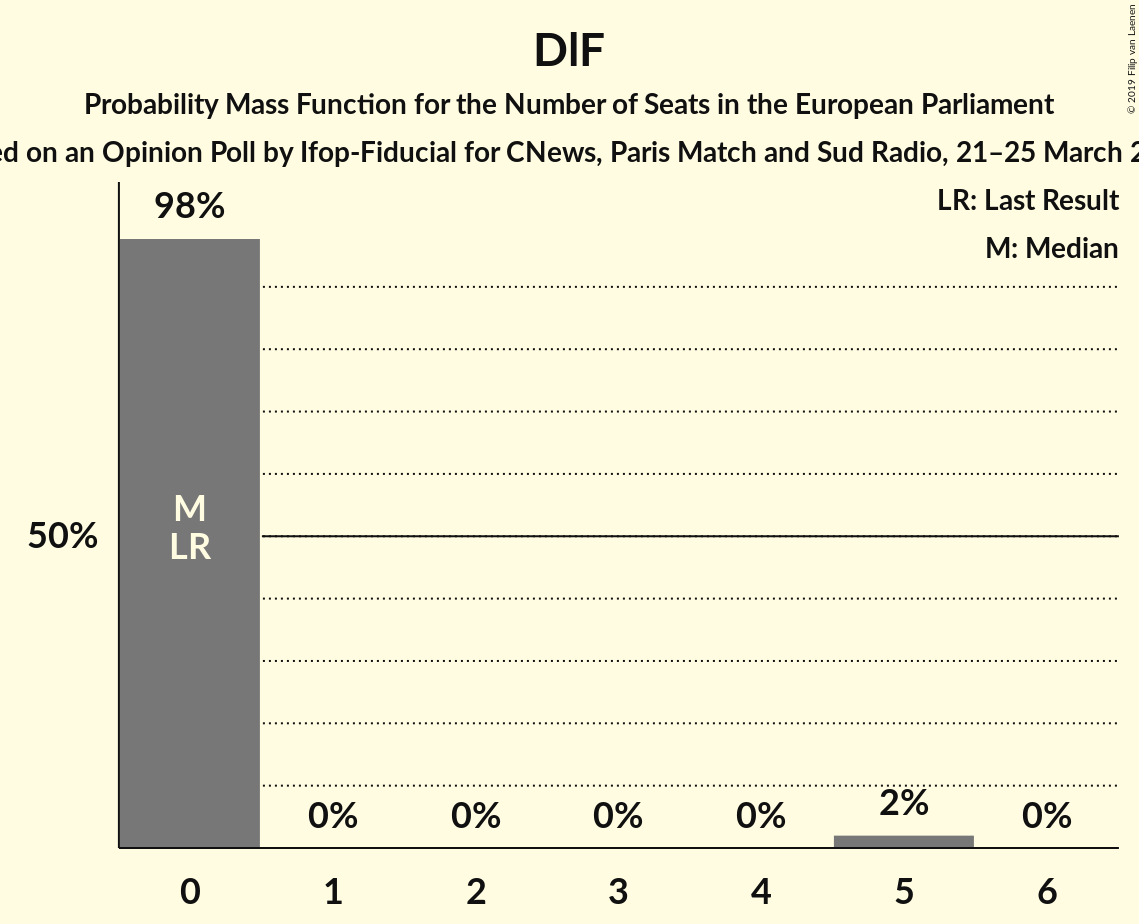 DlF
Probability Mass Function for the Number of Seats in the European Parliament
ed on an Opinion Poll by Ifop-Fiducial for CNews, Paris Match and Sud Radio, 21–25 March 2
© 2019 Filip van Laenen
LR: Last Result
M: Median
98%
M
LR
50%
0%
0%
0%
0%
2%
0%
0
1
2
3
4
5
6